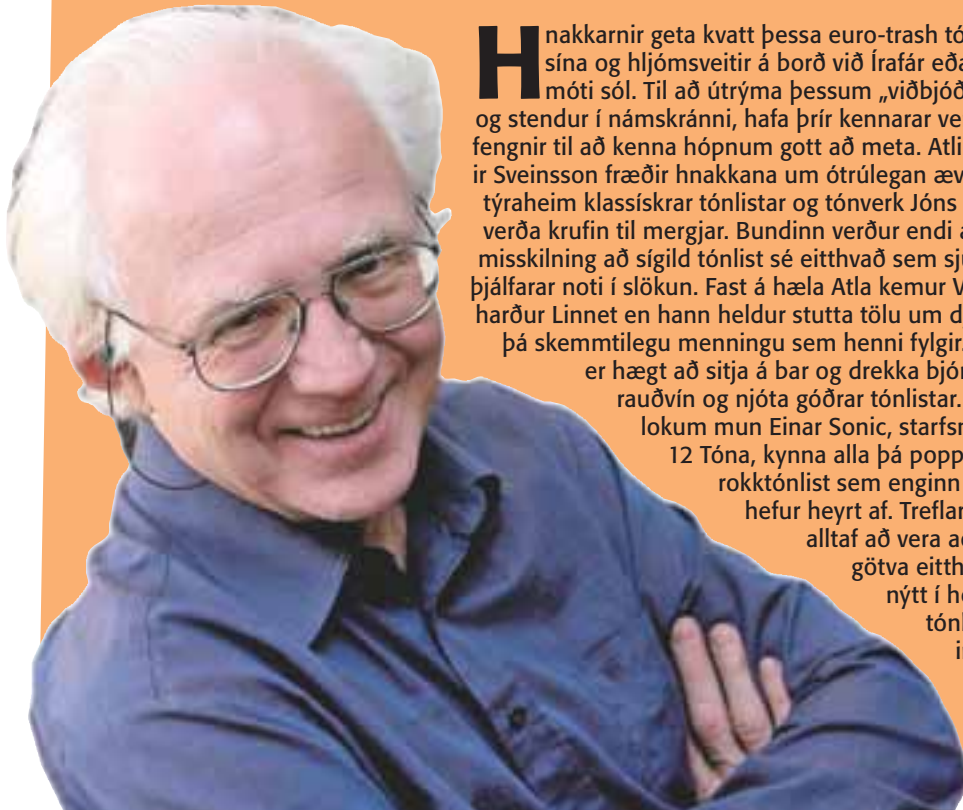 Hnakkarnir geta kvatt þessa euro-trash tó
sína og hljómsveitir á borð við Írafár eða
móti sól. Til að útrýma þessum „viðbjóð
og stendur í námskránni, hafa þrír kennarar ve
fengnir til að kenna hópnum gott að meta. Atli
ir Sveinsson fræðir hnakkana um ótrúlegan æv
týraheim klassískrar tónlistar og tónverk Jóns
verða krufin til mergjar. Bundinn verður endi á
misskilning að sígild tónlist sé eitthvað sem sjú
þjálfarar noti í slökun. Fast á hæla Atla kemur V
harður Linnet en hann heldur stutta tölu um d
þá skemmtilegu menningu sem henni fylgir.
er hægt að sitja á bar og drekka bjór
rauðvín og njóta góðrar tónlistar.
lokum mun Einar Sonic, starfsm
12 Tóna, kynna alla þá popp
rokktónlist sem enginn
hefur heyrt af. Treflar
alltaf að vera að
götva eitth
nýtt í he
tónl
i